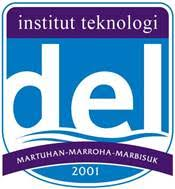 institut teknologi
del
MARTUHAN-MARROHA-MARBISUK
2001